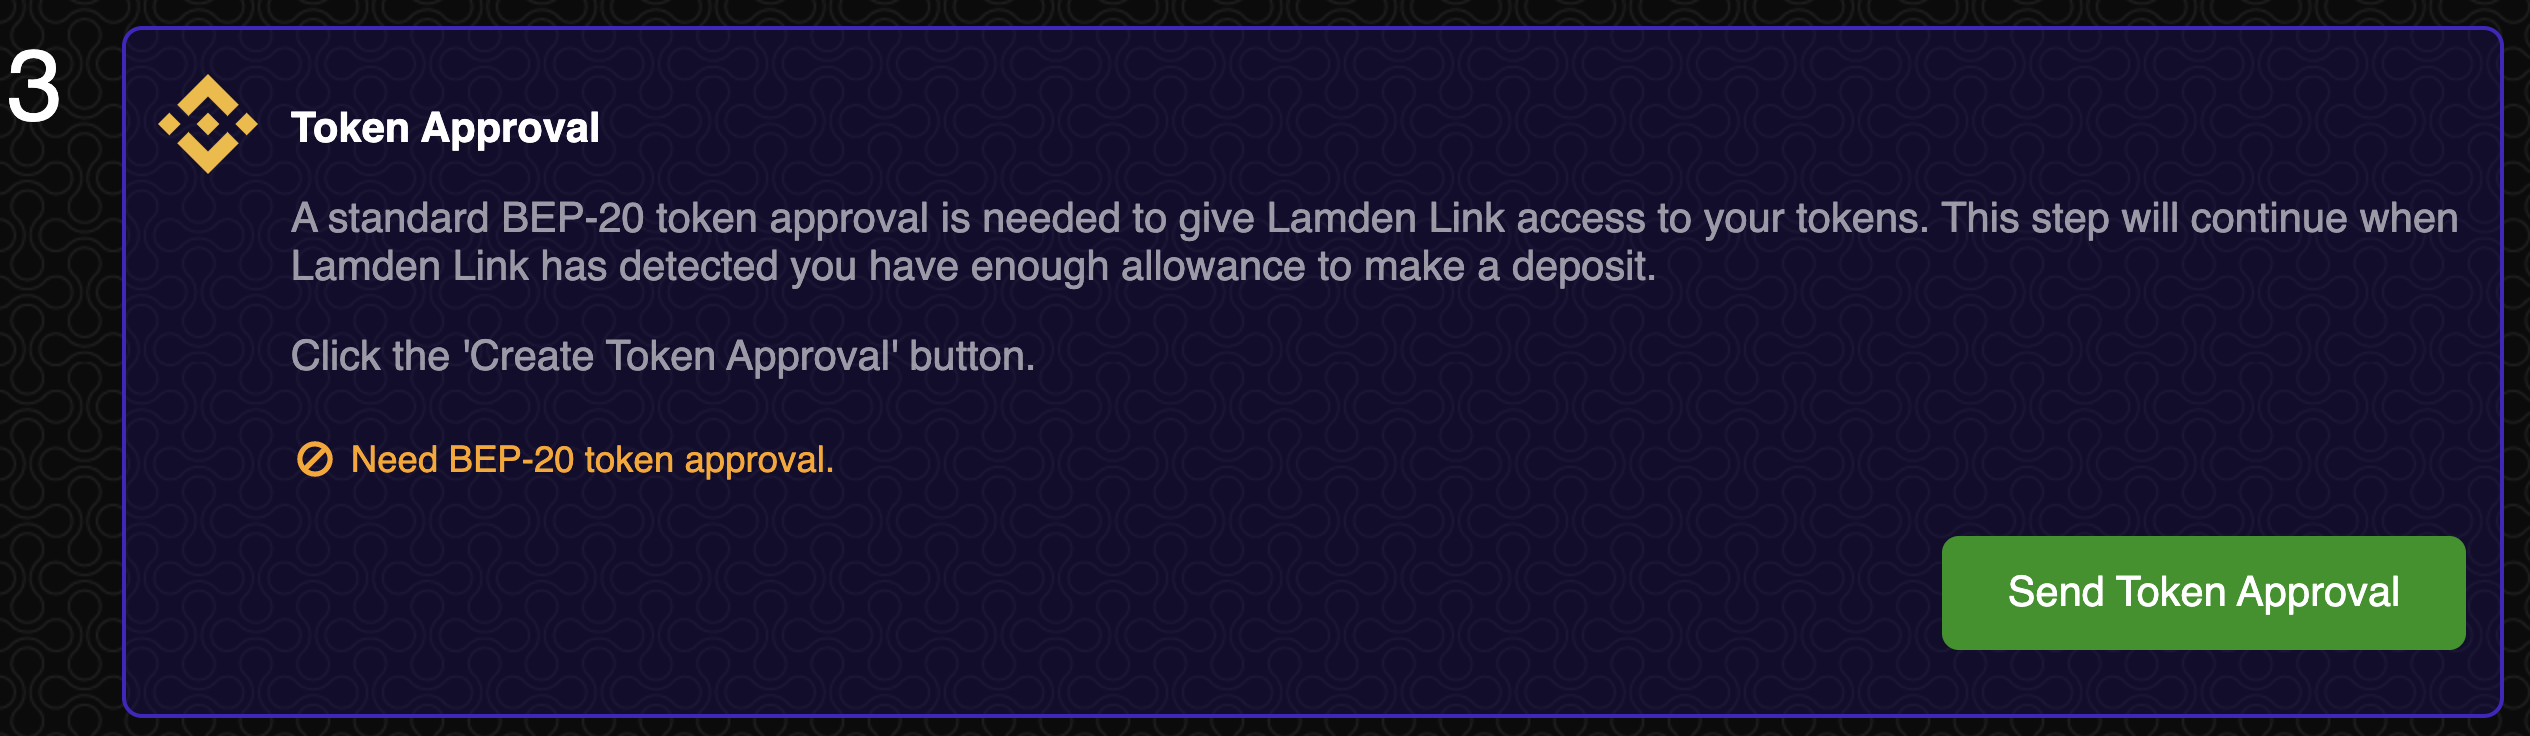 3
Token Approval
A standard BEP-20 token approval is needed to give Lamden Link access to your tokens. This step will continue when
Lamden Link has detected you have enough allowance to make a deposit.
Click the 'Create Token Approval' button.
Need BEP-20 token approval.
Send Token Approval